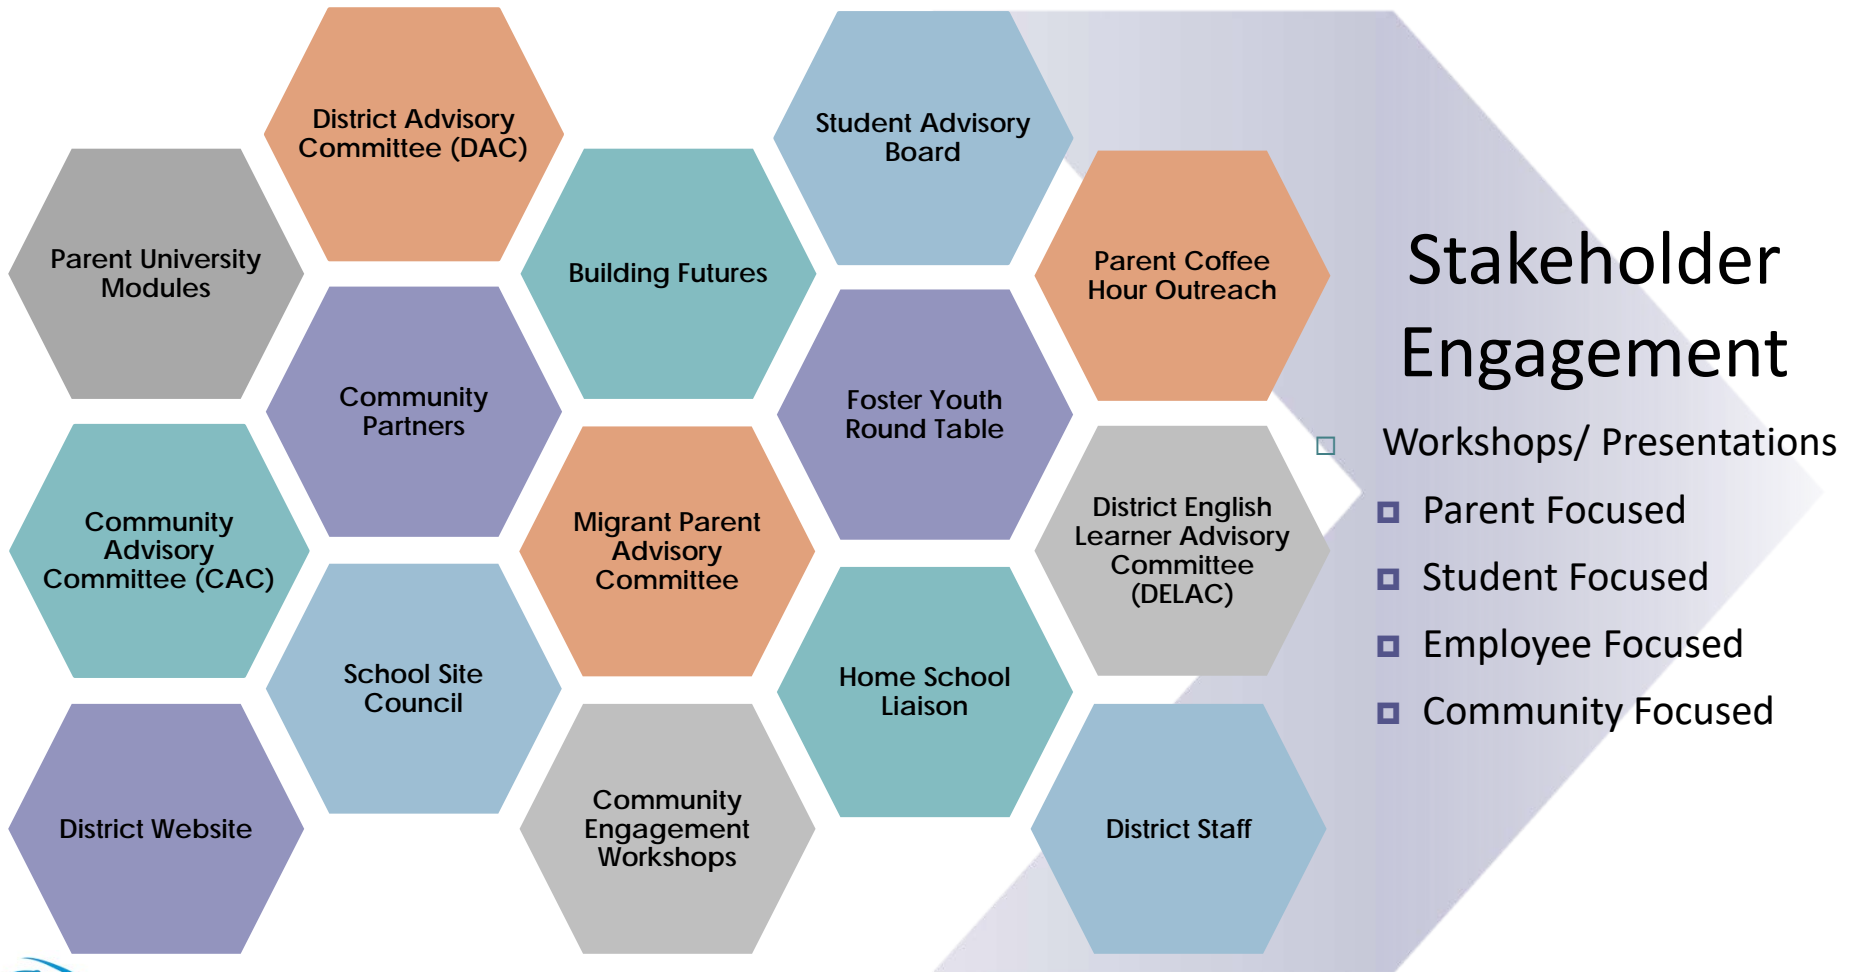 District Advisory
Committee (DAC)
Student Advisory
Board
Parent University
Modules
Building Futures
Parent Coffee
Hour Outreach
Community
Partners
Foster Youth
Round Table
Community
Advisory
Committee (CAC)
Migrant Parent
Advisory
Committee
District English
Learner Advisory
Committee
(DELAC)
School Site
Council
Home School
Liaison
District Website
Community
Engagement
Workshops
District Staff
Stakeholder
Engagement
Workshops/ Presentations
Parent Focused
Student Focused
Employee Focused
Community Focused